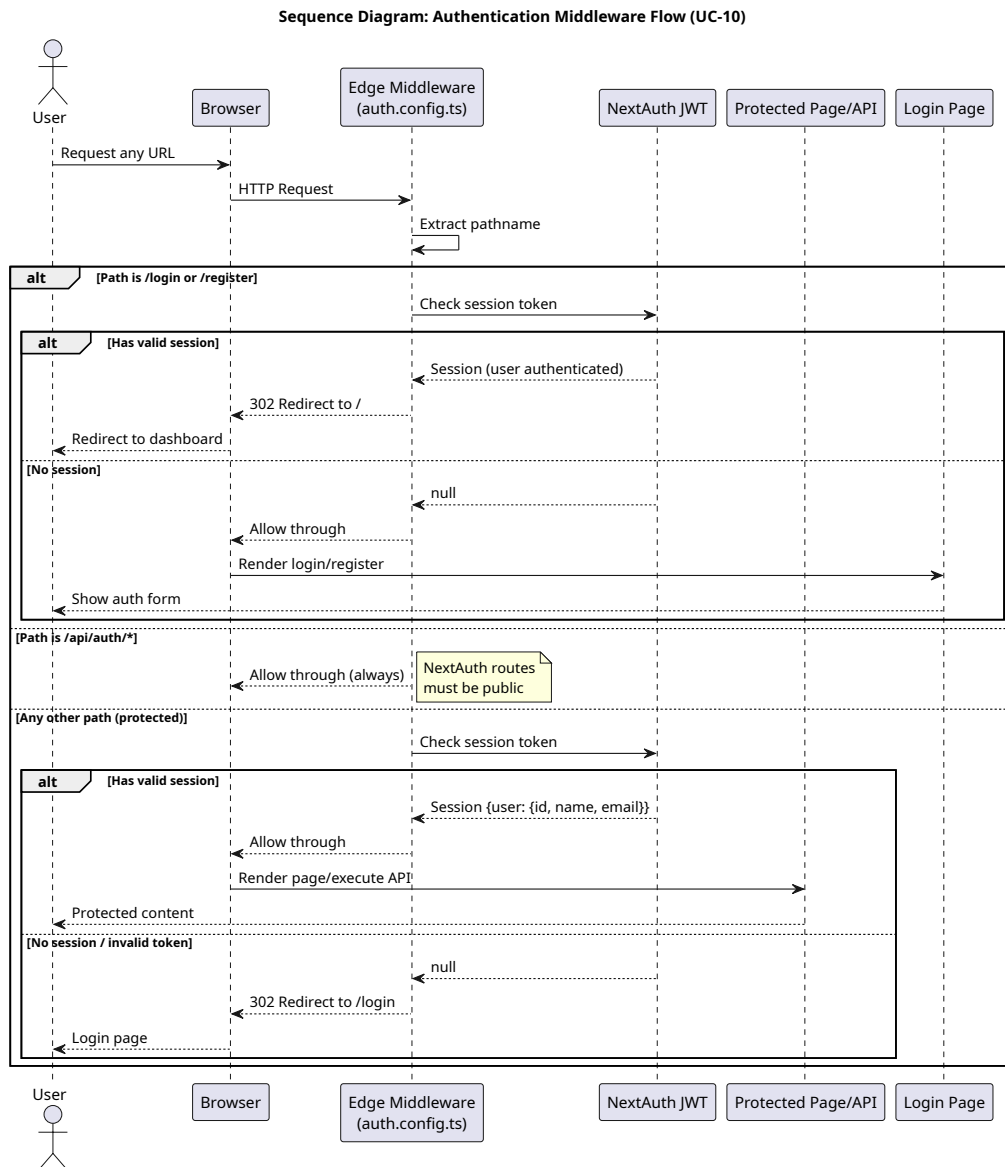 Sequence Diagram: Authentication Middleware Flow (UC-10)
User
Browser
Edge Middleware
(auth.config.ts)
NextAuth JWT
Protected Page/API
Login Page
Request any URL
HTTP Request
Extract pathname
alt
[Path is /login or /register]
Check session token
alt
[Has valid session]
Session (user authenticated)
302 Redirect to /
Redirect to dashboard
[No session]
null
Allow through
Render login/register
Show auth form
[Path is /api/auth/*]
Allow through (always)
NextAuth routes
must be public
[Any other path (protected)]
Check session token
alt
[Has valid session]
Session {user: {id, name, email}}
Allow through
Render page/execute API
Protected content
[No session / invalid token]
null
302 Redirect to /login
Login page
User
Browser
Edge Middleware
(auth.config.ts)
NextAuth JWT
Protected Page/API
Login Page